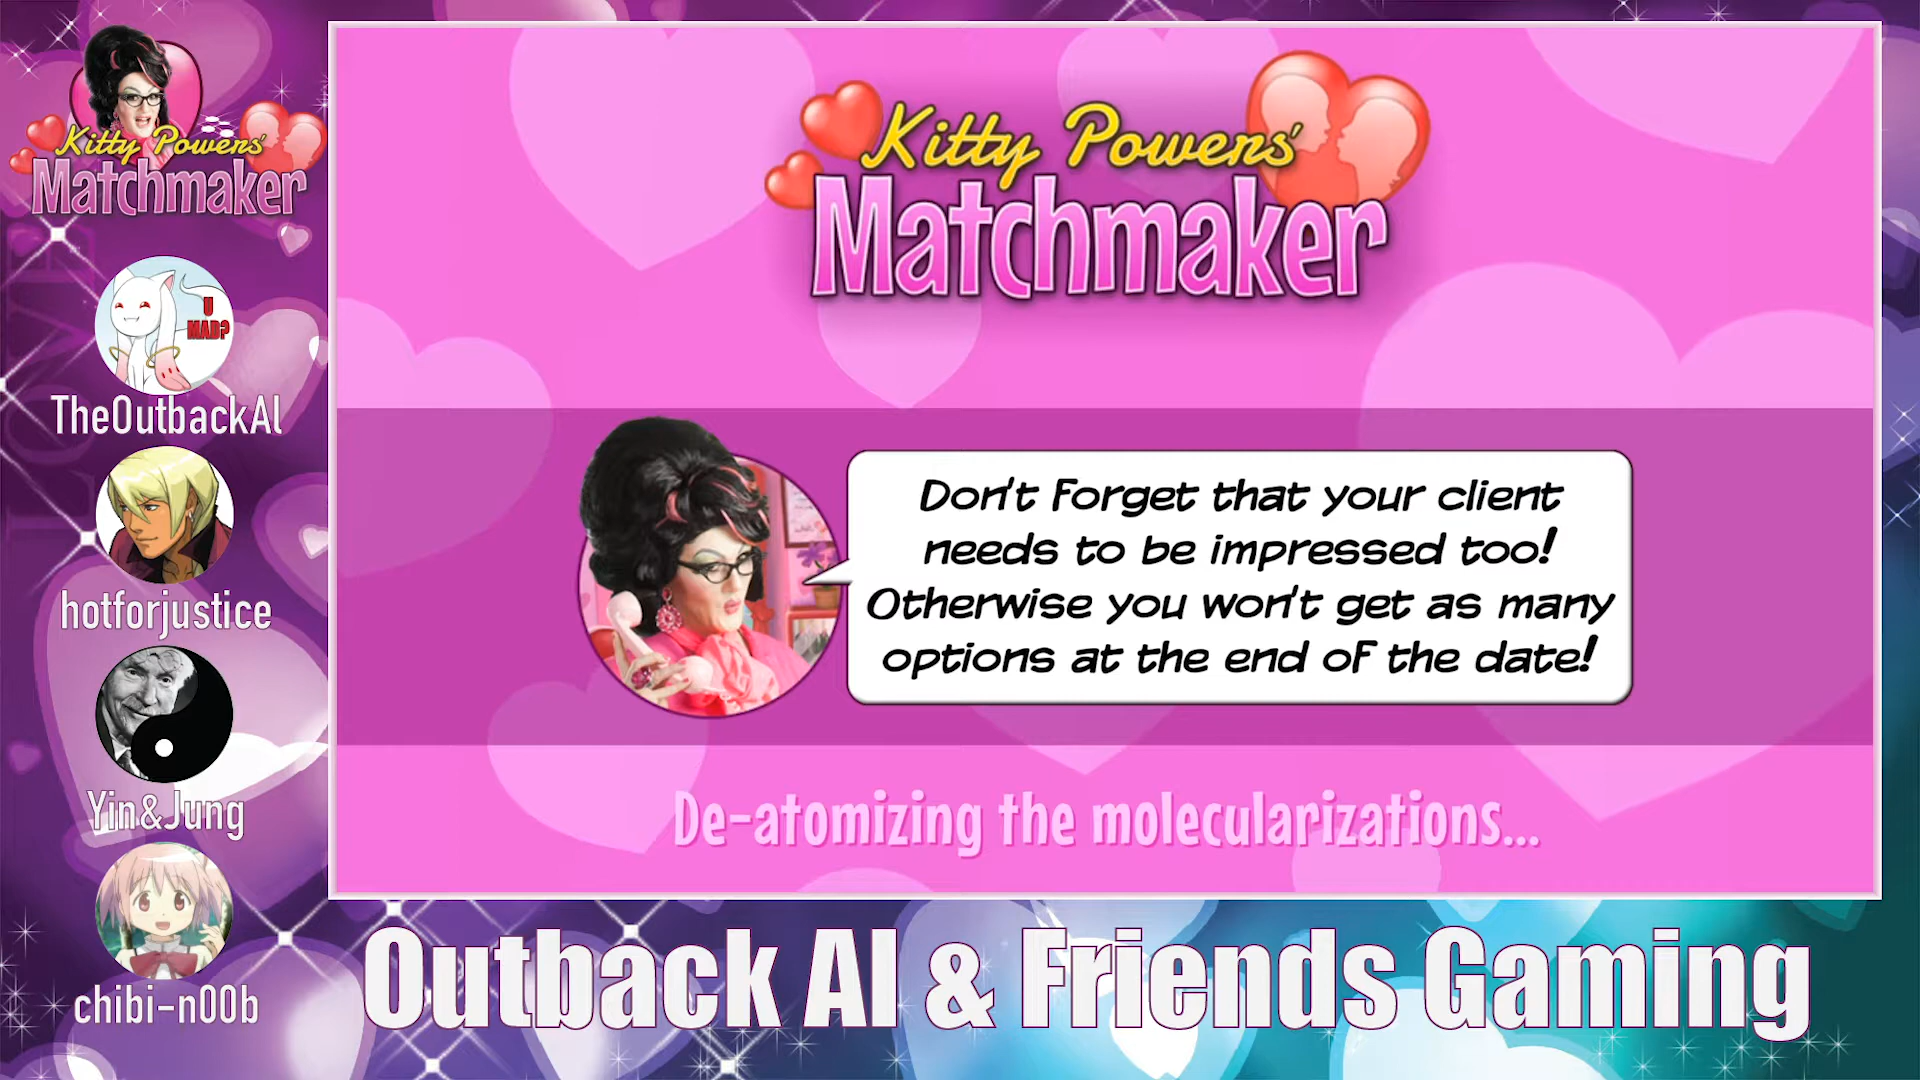 Kitty Powers'
Matchmaker
U
MAD?
TheOutbackAl
hotforjustice
Yin&Jung
chibi-n00b
Kitty Powers'
Matchmaker
Don't forget that your client
needs to be impressed too!
Otherwise you won't get as many
options at the end of the date!
De-atomizing the molecularizations...
Outback Al & Friends Gaming